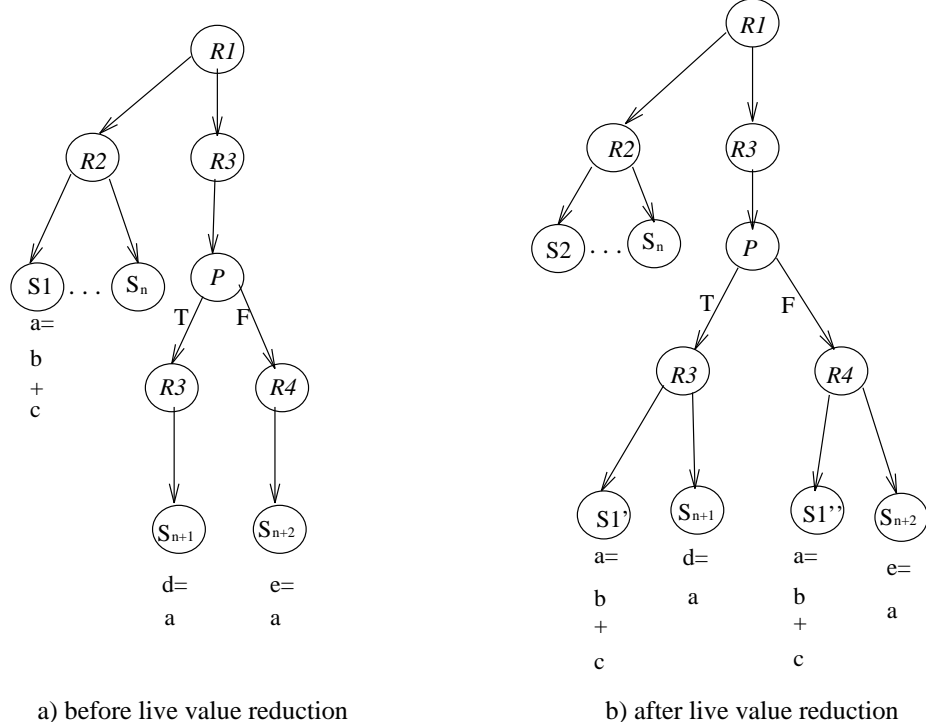 R1
R2
R3
S1 . . . Sn
P
a=
b
+
c
T
F
R3
R4
Sn+1
Sn+2
d=
a
e=
a
a) before live value reduction
R1
R2
R3
S2 . . . Sn
P
T
F
R3
R4
S1'
Sn+1
S1''
Sn+2
a=
b
+
c
d=
a
a=
b
+
c
e=
a
b) after live value reduction